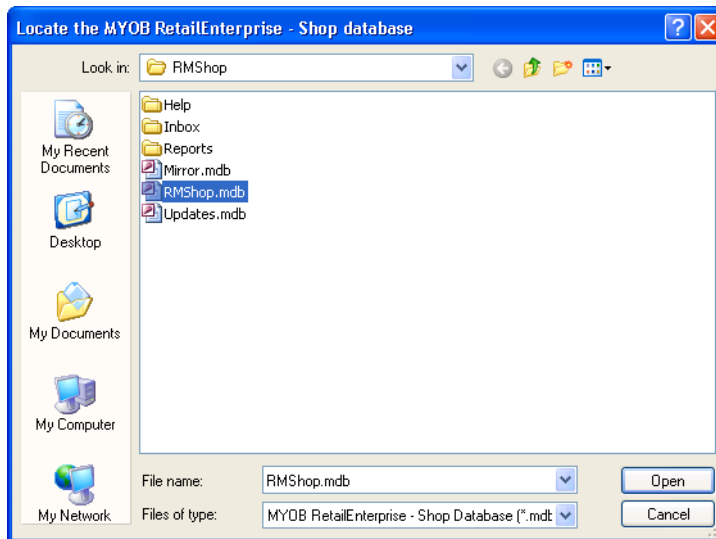 Locate the MYOB RetailEnterprise - Shop database
Look in: RMShop
My Recent
Documents
Desktop
My Documents
My Computer
My Network
Help
Inbox
Reports
Mirror.mdb
RMShop.mdb
Updates.mdb
File name: RMShop.mdb Open
Files of type: MYOB RetailEnterprise - Shop Database (*.mdb Cancel